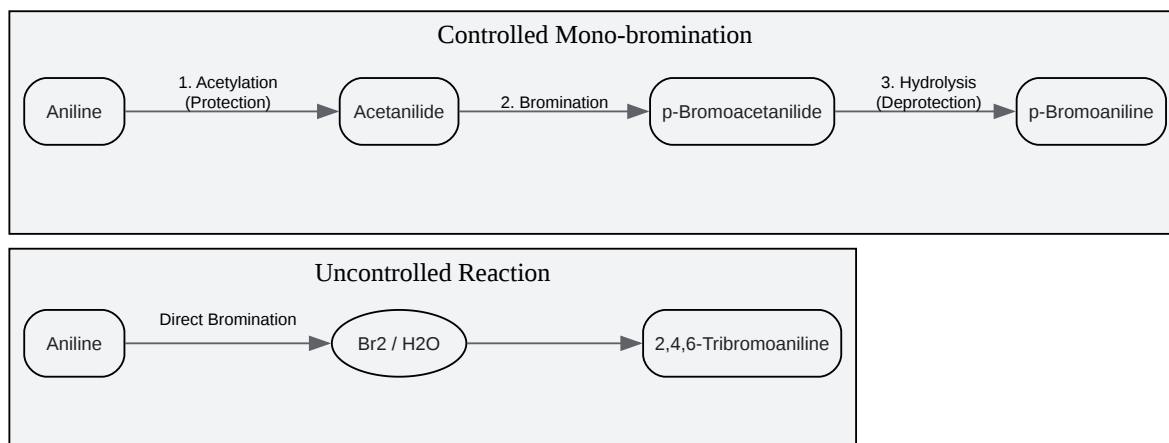 Controlled Mono-bromination
Aniline
1. Acetylation
(Protection)
Acetanilide
2. Bromination
p-Bromoacetanilide
3. Hydrolysis
(Deprotection)
p-Bromoaniline
Uncontrolled Reaction
Aniline
Direct Bromination
Br2 / H2O
2,4,6-Tribromoaniline